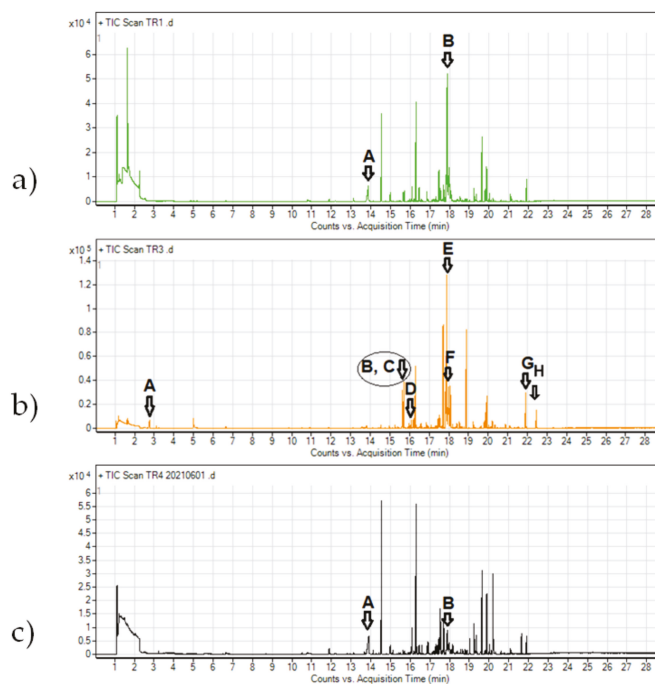 + TIC Scan TR1 .d
x10 4
1
B
A
6
5
4
3
2
1
0
1 2 3 4 5 6 7 8 9 10 11 12 13 14 15 16 17 18 19 20 21 22 23 24 25 26 27 28
Counts vs. Acquisition Time (min)
a)
+ TIC Scan TR3 .d
x10 5
1
E
1.4
1.2
1
0.8
0.6
0.4
0.2
0
A
B, C
D
F
G
H
1 2 3 4 5 6 7 8 9 10 11 12 13 14 15 16 17 18 19 20 21 22 23 24 25 26 27 28
Counts vs. Acquisition Time (min)
b)
+ TIC Scan TR4 20210601 .d
x10 4
1
6
5.5
5
4.5
4
3.5
3
2.5
2
1.5
1
0.5
0
A
B
1 2 3 4 5 6 7 8 9 10 11 12 13 14 15 16 17 18 19 20 21 22 23 24 25 26 27 28
Counts vs. Acquisition Time (min)
c)